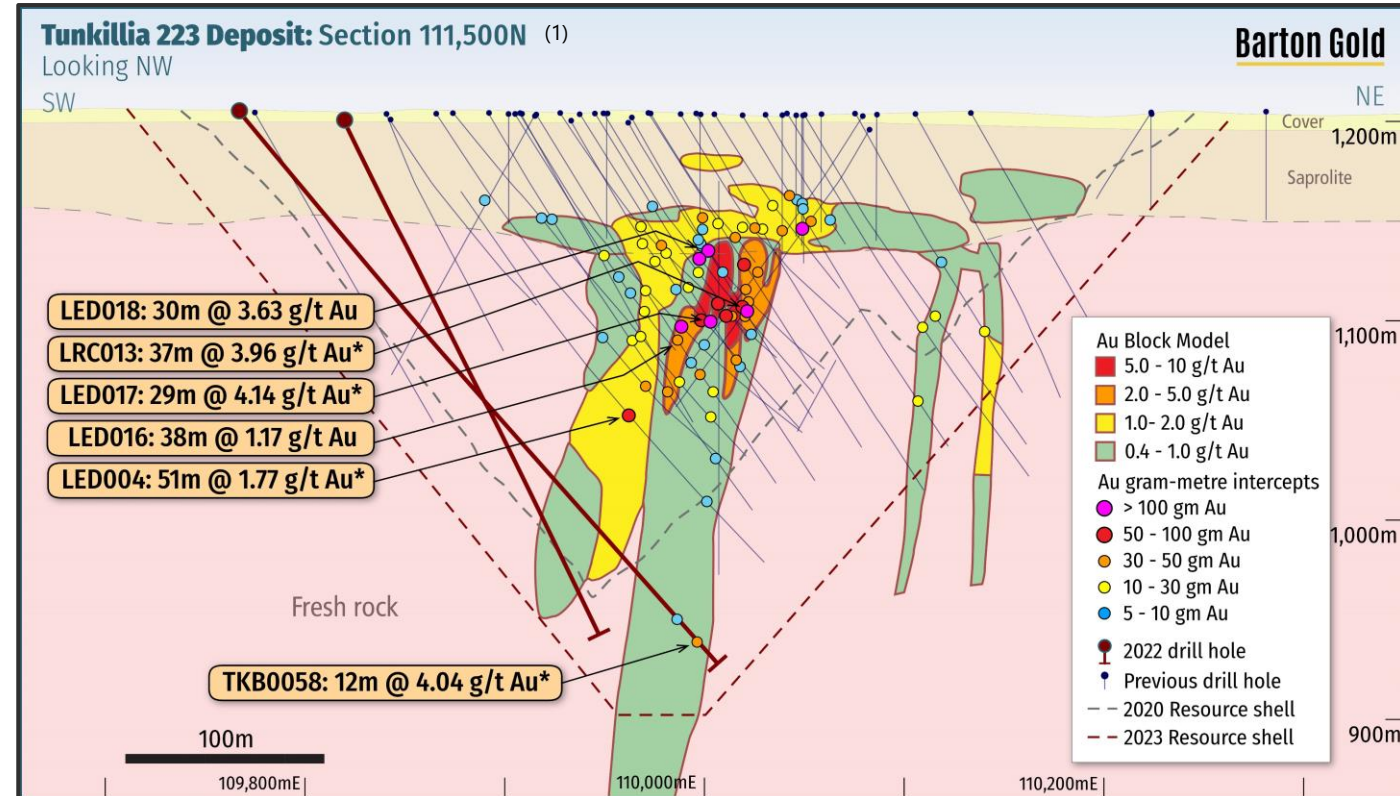 Tunkillia 223 Deposit: Section 111,500N (1)
Barton Gold
Looking NW
SW
NE
Cover
1,200m
Saprolite
LED018: 30m @ 3.63 g/t Au
LRC013: 37m @ 3.96 g/t Au*
LED017: 29m @ 4.14 g/t Au*
LED016: 38m @ 1.17 g/t Au
LED004: 51m @ 1.77 g/t Au*
1,100m
Au Block Model
5.0 - 10 g/t Au
2.0 - 5.0 g/t Au
1.0- 2.0 g/t Au
0.4 - 1.0 g/t Au
Au gram-metre intercepts
> 100 gm Au
50 - 100 gm Au
30 - 50 gm Au
10 - 30 gm Au
5 - 10 gm Au
2022 drill hole
Previous drill hole
2020 Resource shell
2023 Resource shell
1,000m
Fresh rock
TKB0058: 12m @ 4.04 g/t Au*
900m
100m
109,800mE
110,000mE
110,200mE